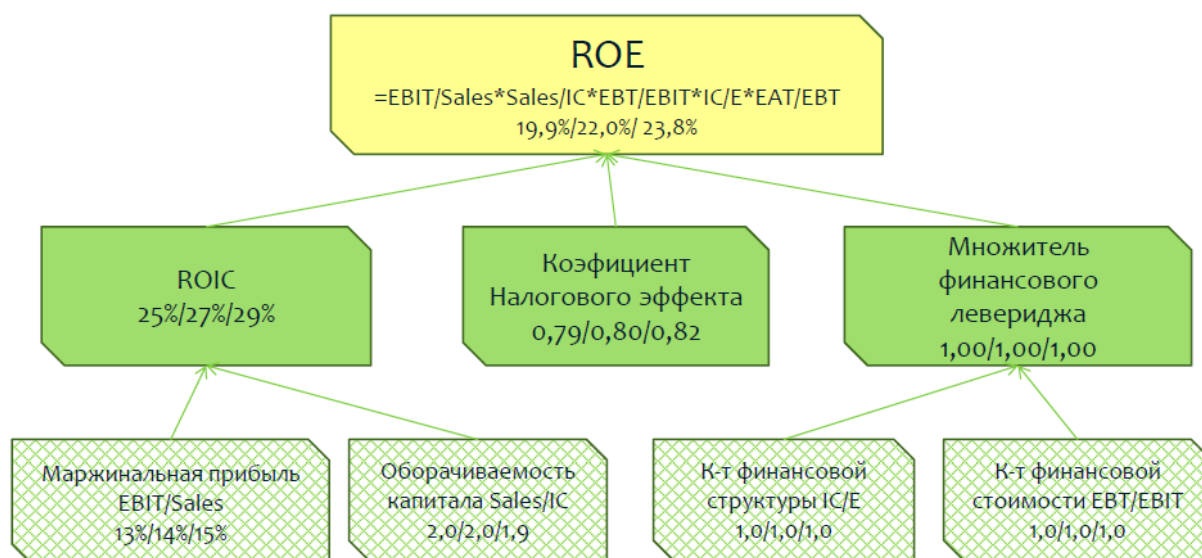 ROE
=EBIT/Sales*Sales/IC*EBT/EBIT*IC/E*EAT/EBT
19,9%/22,0%/ 23,8%
ROIC
25%/27%/29%
Коэфициент
Налогового эффекта
0,79/0,80/0,82
Множитель
финансового
левериджа
1,00/1,00/1,00
Маржинальная прибыль
EBIT/Sales
13%/14%/15%
Оборачиваемость
капитала Sales/IC
2,0/2,0/1,9
К-т финансовой
структуры IC/E
1,0/1,0/1,0
К-т финансовой
стоимости EBT/EBIT
1,0/1,0/1,0